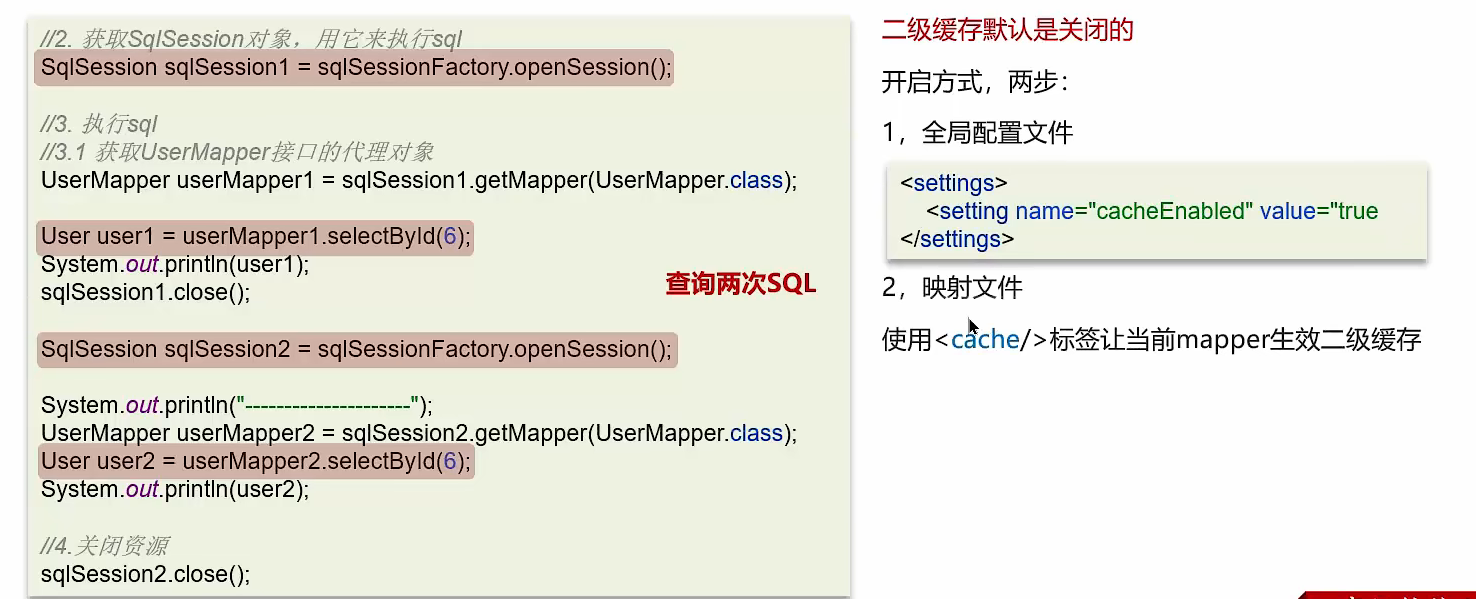 //2. 获取SqlSession对象，用它来执行sql
SqlSession sqlSession1 = sqlSessionFactory.openSession();
//3. 执行sql
//3.1 获取UserMapper接口的代理对象
UserMapper userMapper1 = sqlSession1.getMapper(UserMapper.class);
User user1 = userMapper1.selectById(6);
System.out.println(user1);
sqlSession1.close();
查询两次SQL
SqlSession sqlSession2 = sqlSessionFactory.openSession();
System.out.println("---------------------");
UserMapper userMapper2 = sqlSession2.getMapper(UserMapper.class);
User user2 = userMapper2.selectById(6);
System.out.println(user2);
//4.关闭资源
sqlSession2.close();
二级缓存默认是关闭的
开启方式，两步：
1，全局配置文件
<settings>
<setting name="cacheEnabled" value="true
</settings>
2，映射文件
使用<cache/>标签让当前mapper生效二级缓存